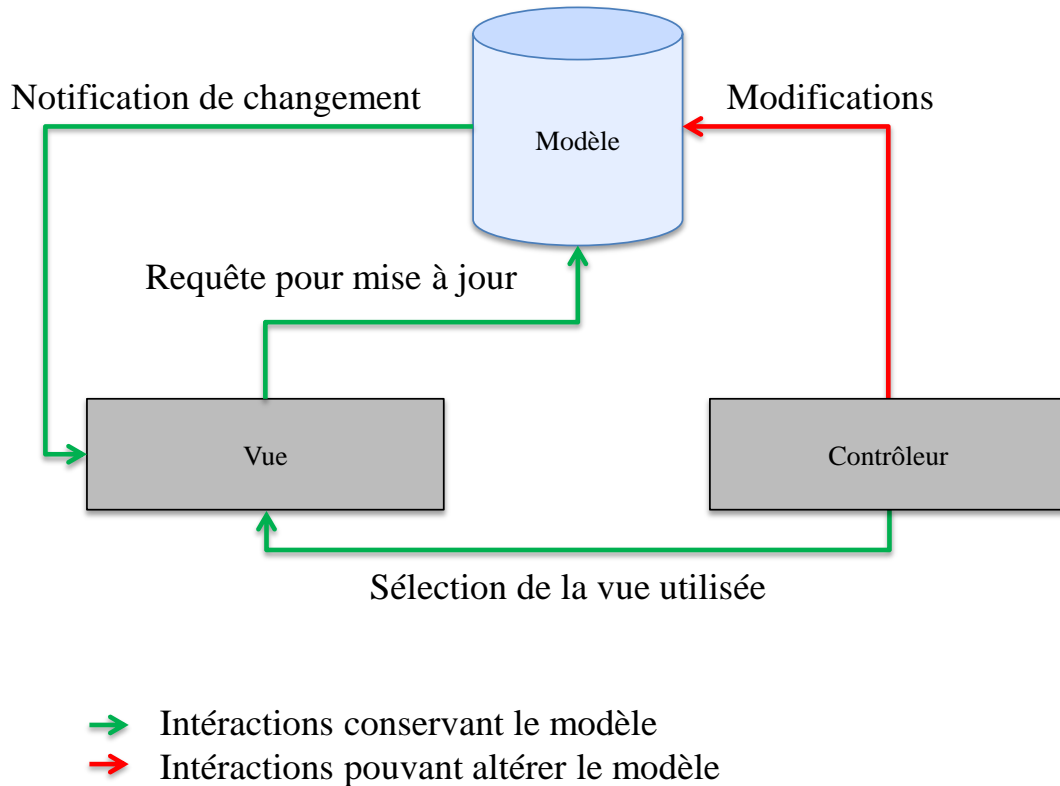 Notification de changement
Modifications
Modèle
Requête pour mise à jour
Vue
Contrôleur
Sélection de la vue utilisée
Intéractions conservant le modèle
Intéractions pouvant altérer le modèle